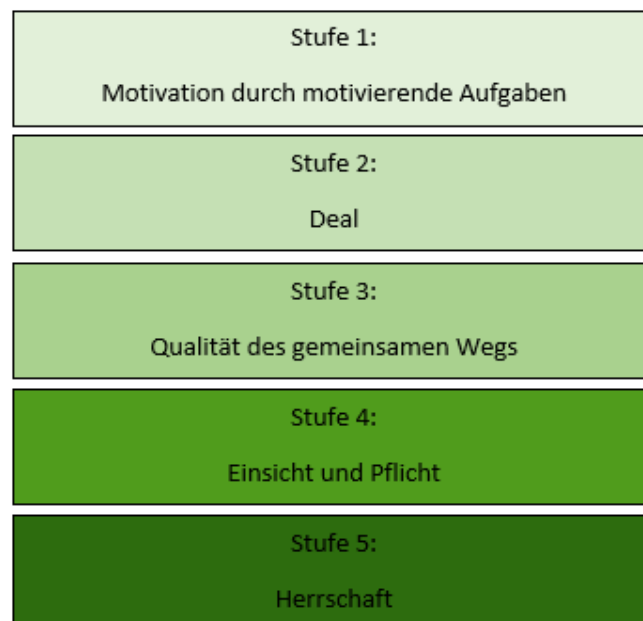 Stufe 1:
Motivation durch motivierende Aufgaben
Stufe 2:
Deal
Stufe 3:
Qualität des gemeinsamen Wegs
Stufe 4:
Einsicht und Pflicht
Stufe 5:
Herrschaft